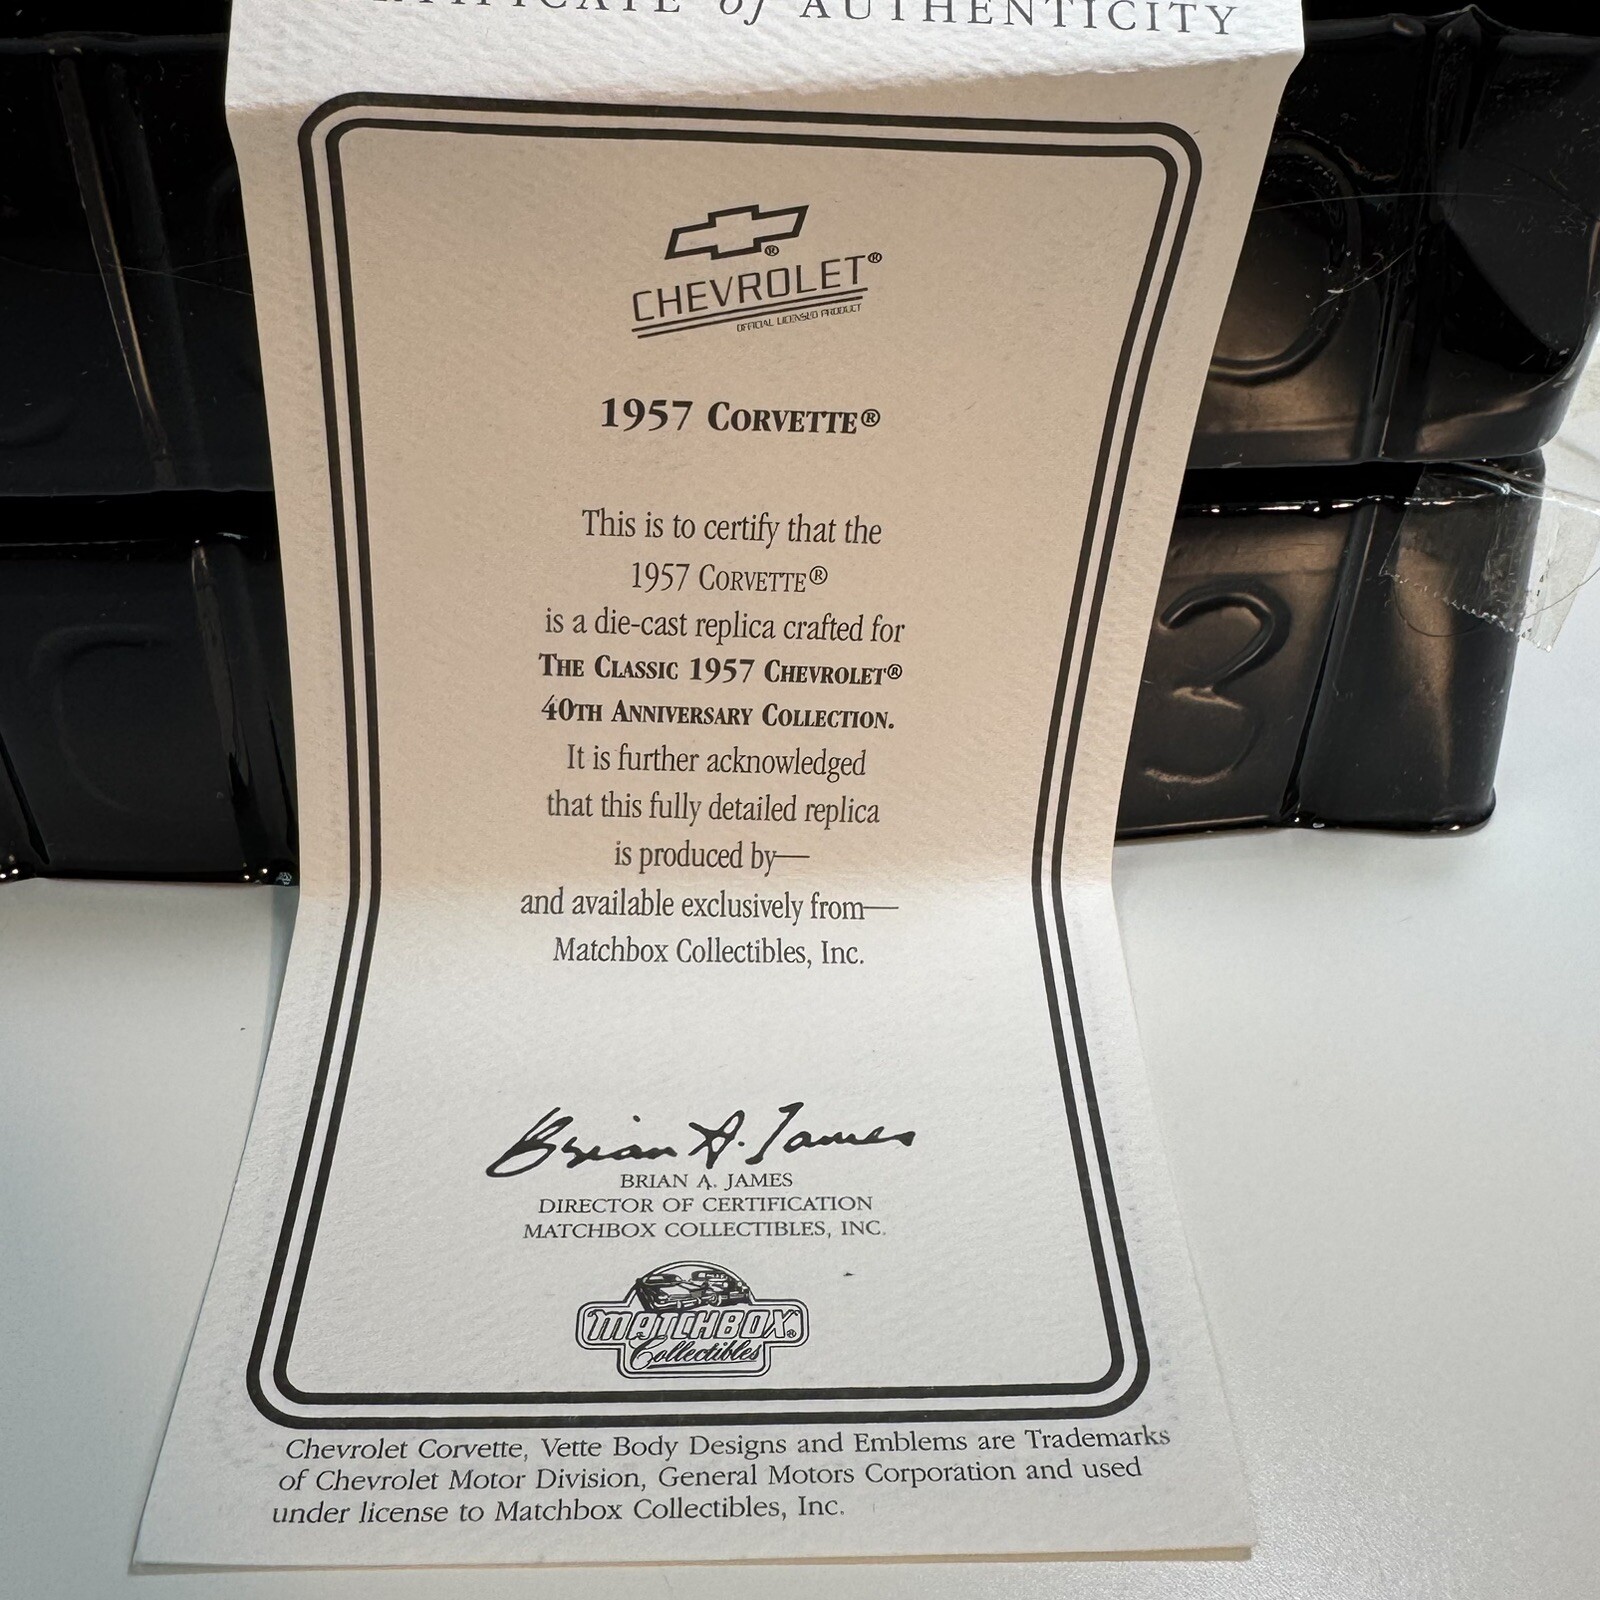 of AUTHENTICITY
CHEVROLET®
OFFICIAL LICENSED PRODUCT
1957 CORVETTE®
This is to certify that the
1957 CORVETTE®
is a die-cast replica crafted for
THE CLASSIC 1957 CHEVROLET®
40TH ANNIVERSARY COLLECTION.
It is further acknowledged
that this fully detailed replica
is produced by—
and available exclusively from—
Matchbox Collectibles, Inc.
Brian A. James
BRIAN A. JAMES
DIRECTOR OF CERTIFICATION
MATCHBOX COLLECTIBLES, INC.
MATCHBOX®
Collectibles
Chevrolet Corvette, Vette Body Designs and Emblems are Trademarks
of Chevrolet Motor Division, General Motors Corporation and used
under license to Matchbox Collectibles, Inc.
3